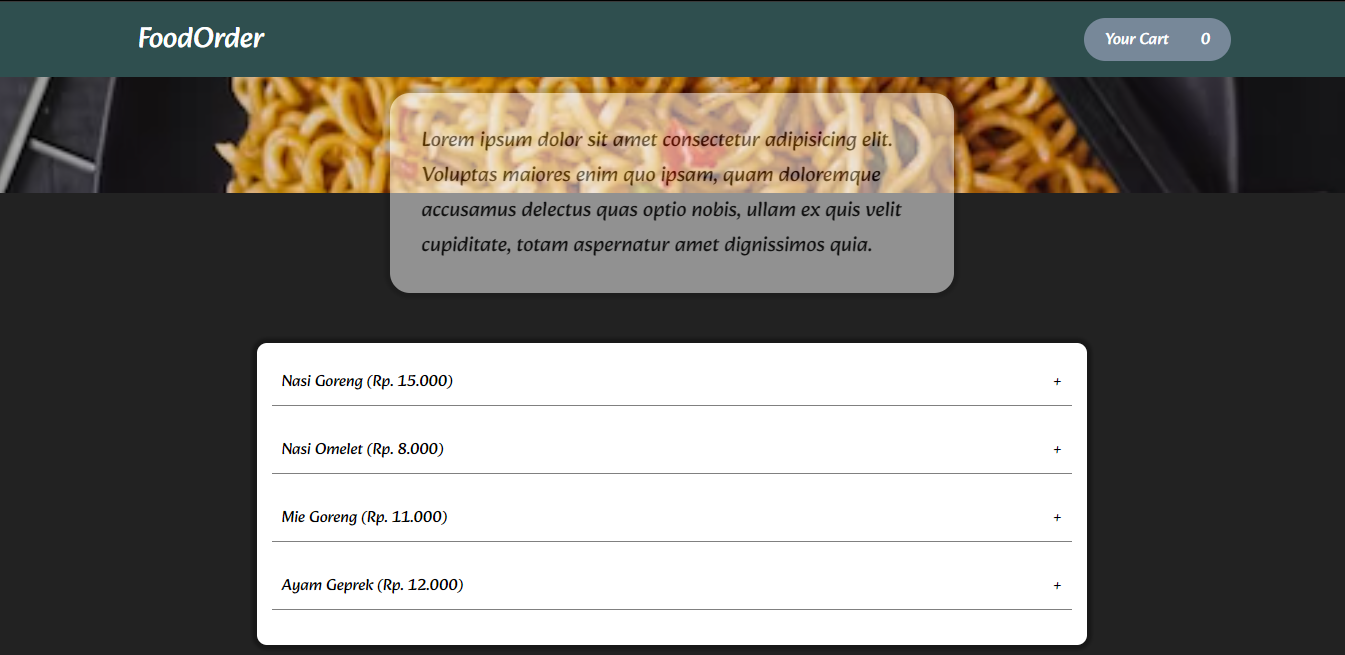 FoodOrder
Your Cart 0
Lorem ipsum dolor sit amet consectetur adipisicing elit.
Voluptas maiores enim quo ipsam, quam doloremque
accusamus delectus quas optio nobis, ullam ex quis velit
cupiditate, totam aspernatur amet dignissimos quia.
Nasi Goreng (Rp. 15.000) +
Nasi Omelet (Rp. 8.000) +
Mie Goreng (Rp. 11.000) +
Ayam Geprek (Rp. 12.000) +